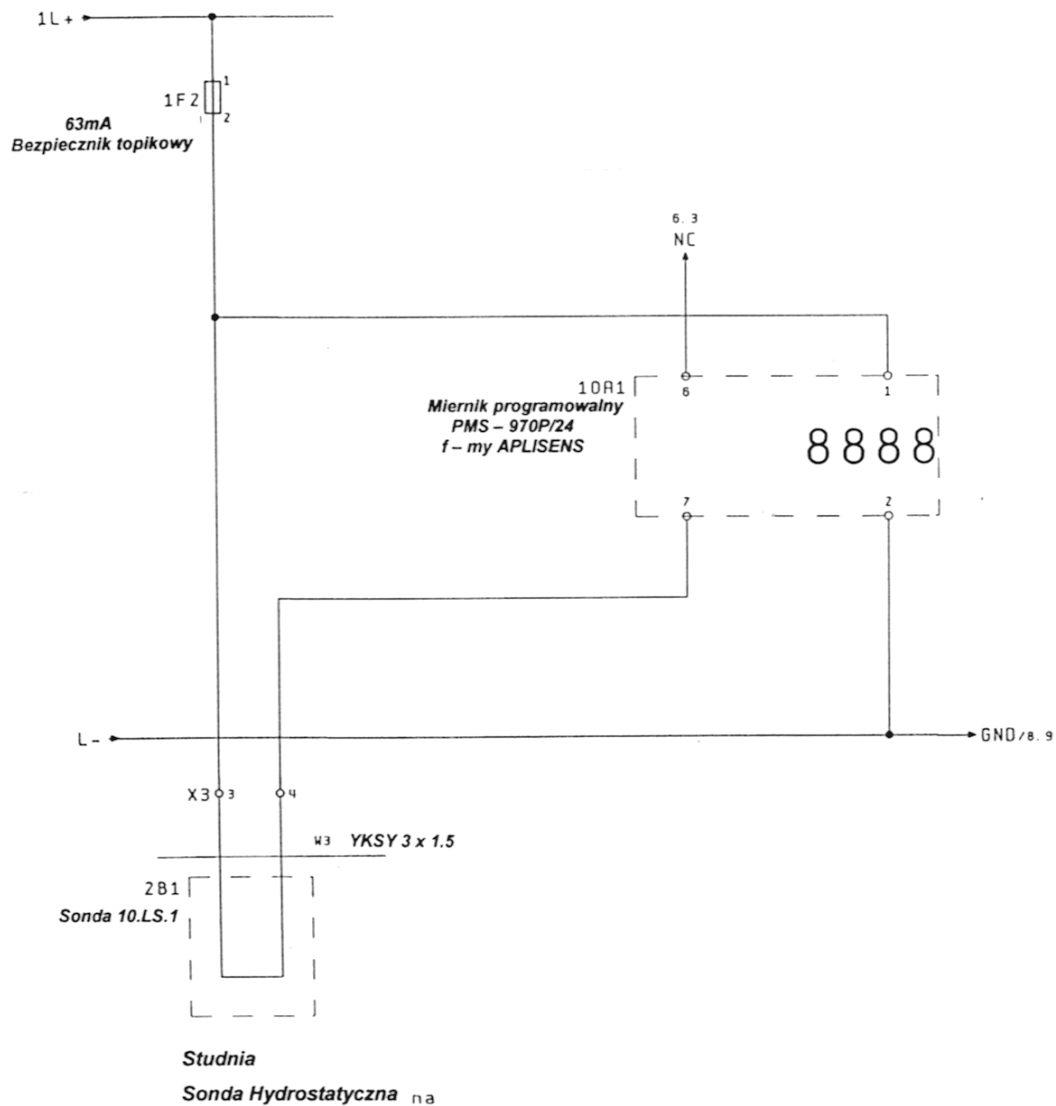 1L+
1
1F2
2
63mA
Bezpiecznik topikowy
6.3
NC
10A1
6
1
Miernik programowalny
PMS – 970P/24
f – my APLISENS
8888
7
2
L-
GND/8.9
X3
3
4
W3 YKSY 3 x 1.5
2B1
Sonda 10.LS.1
Studnia
Sonda Hydrostatyczna na